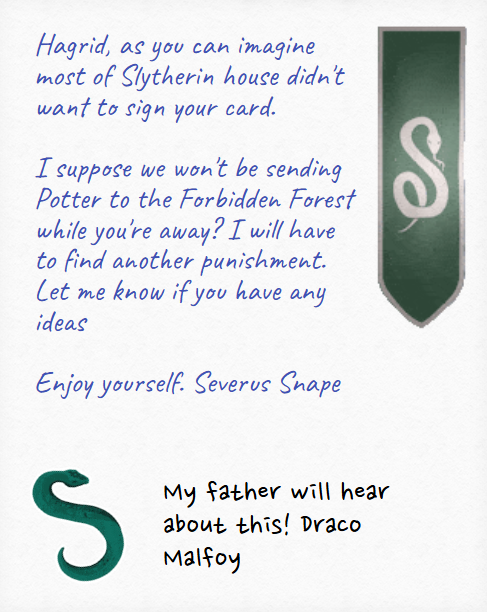 Hagrid, as you can imagine
most of Slytherin house didn't
want to sign your card.
I suppose we won't be sending
Potter to the Forbidden Forest
while you're away? I will have
to find another punishment.
Let me know if you have any
ideas
Enjoy yourself. Severus Snape
My father will hear
about this! Draco
Malfoy